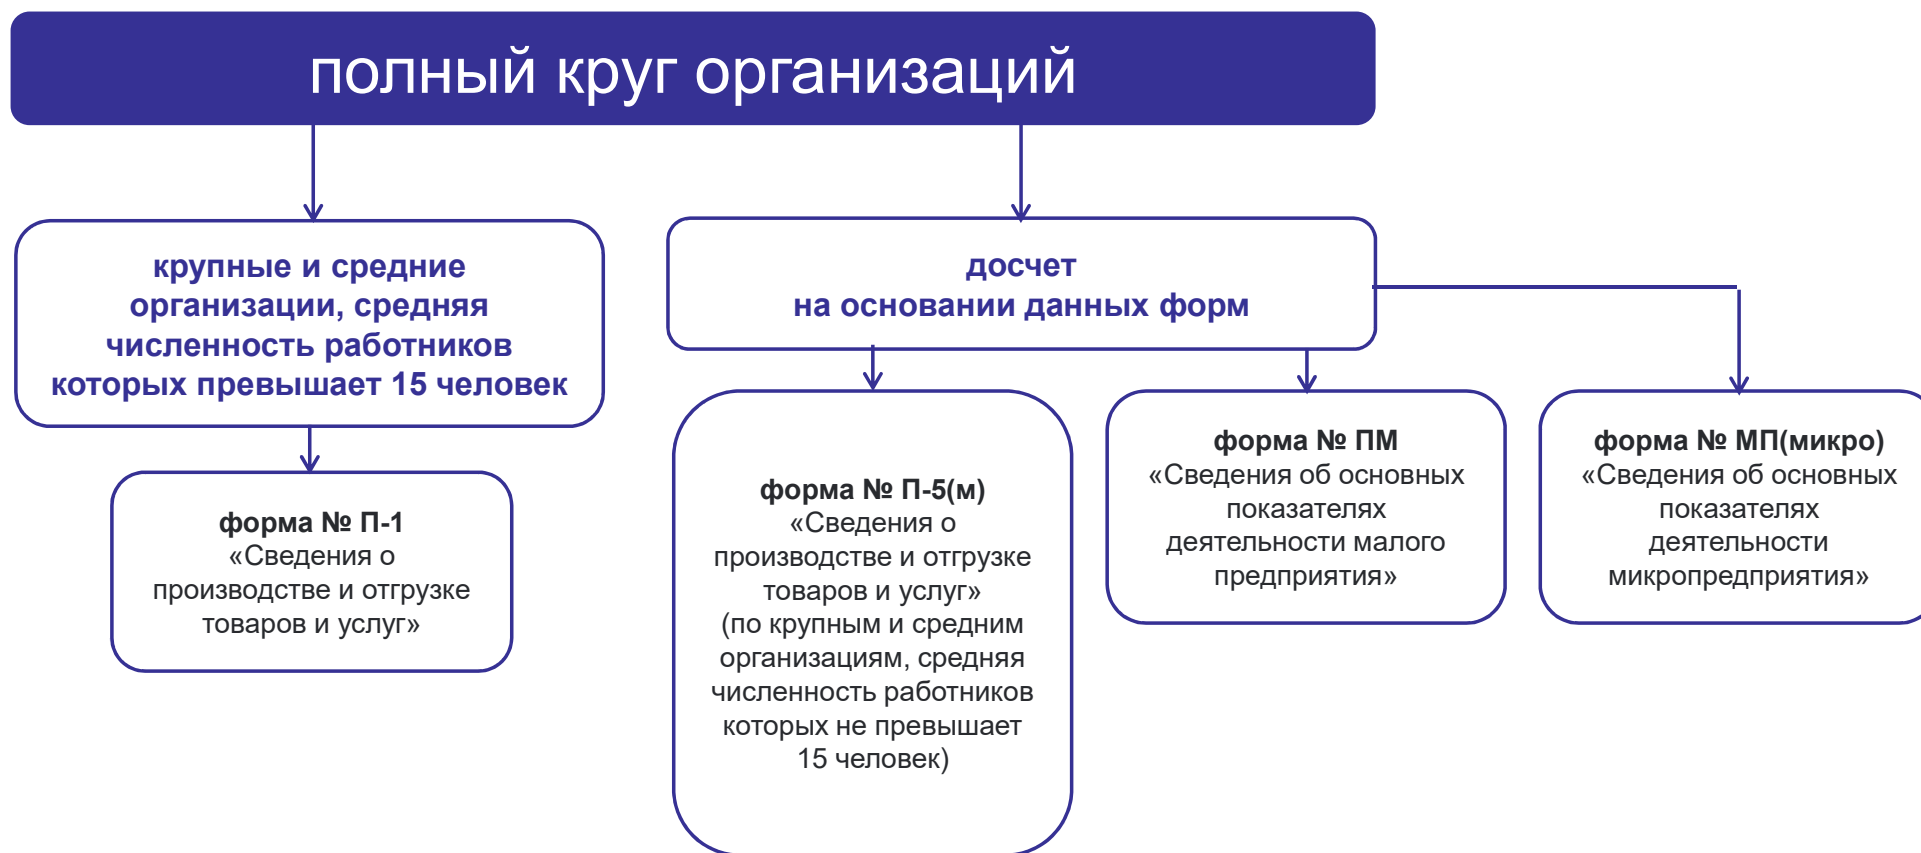 полный круг организаций
крупные и средние
организации, средняя
численность работников
которых превышает 15 человек
досчет
на основании данных форм
форма № П-1
«Сведения о
производстве и отгрузке
товаров и услуг»
форма № П-5(м)
«Сведения о
производстве и отгрузке
товаров и услуг»
(по крупным и средним
организациям, средняя
численность работников
которых не превышает
15 человек)
форма № ПМ
«Сведения об основных
показателях
деятельности малого
предприятия»
форма № МП(микро)
«Сведения об основных
показателях
деятельности
микропредприятия»